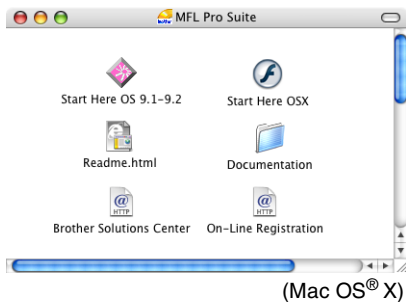 MFL Pro Suite
Start Here OS 9.1-9.2
Start Here OSX
Readme.html
Documentation
@
HTTP
@
HTTP
Brother Solutions Center
On-Line Registration
(Mac OS® X)